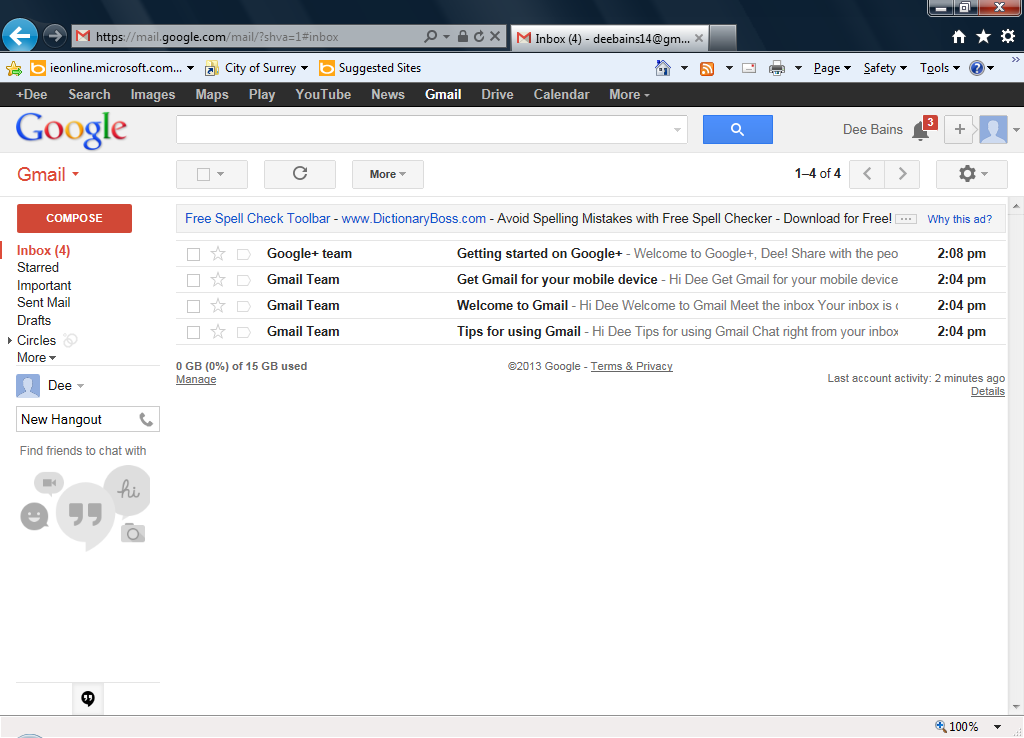 https://mail.google.com/mail/?shva=1#inbox
Inbox (4) - deebains14@gm...
ieonline.microsoft.com... City of Surrey Suggested Sites Page Safety Tools
+Dee Search Images Maps Play YouTube News Gmail Drive Calendar More
Google Dee Bains 3 +
Gmail More 1–4 of 4
COMPOSE
Free Spell Check Toolbar - www.DictionaryBoss.com - Avoid Spelling Mistakes with Free Spell Checker - Download for Free! Why this ad?
Inbox (4)
Starred
Important
Sent Mail
Drafts
Circles
More
Google+ team Getting started on Google+ - Welcome to Google+, Dee! Share with the peo 2:08 pm
Gmail Team Get Gmail for your mobile device - Hi Dee Get Gmail for your mobile device 2:04 pm
Gmail Team Welcome to Gmail - Hi Dee Welcome to Gmail Meet the inbox Your inbox is 2:04 pm
Gmail Team Tips for using Gmail - Hi Dee Tips for using Gmail Chat right from your inbox 2:04 pm
0 GB (0%) of 15 GB used
Manage
©2013 Google - Terms & Privacy
Last account activity: 2 minutes ago
Details
Dee
New Hangout
Find friends to chat with
hi
100%